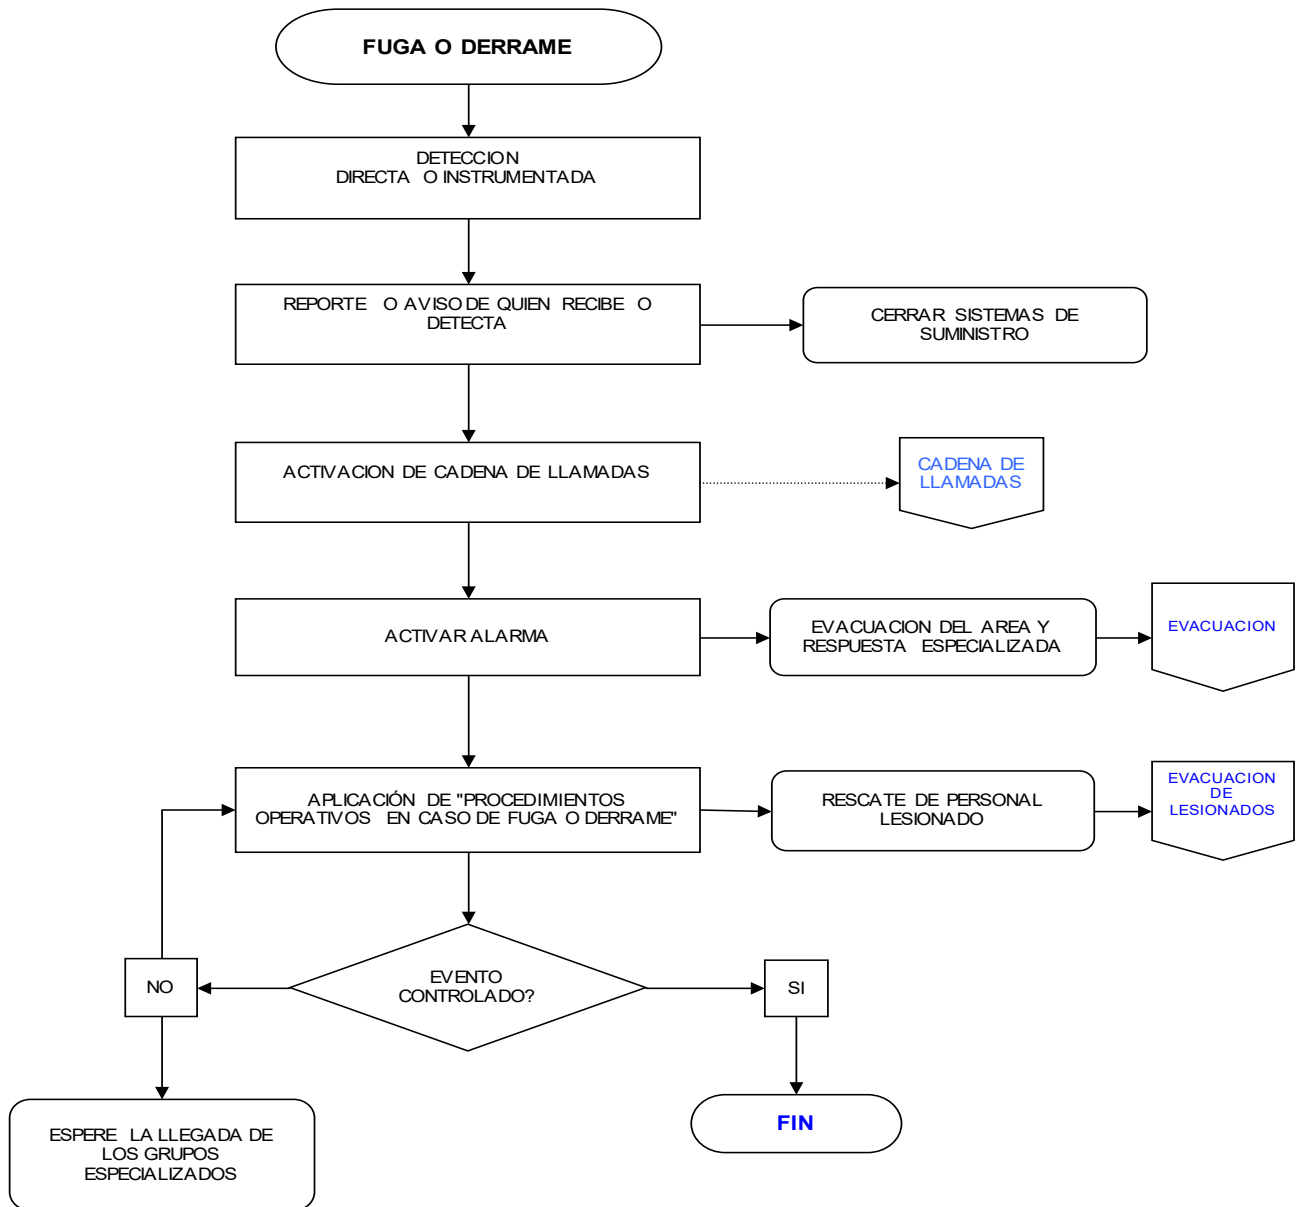 FUGA O DERRAME
DETECCION
DIRECTA O INSTRUMENTADA
REPORTE O AVISO DE QUIEN RECIBE O
DETECTA
CERRAR SISTEMAS DE
SUMINISTRO
ACTIVACION DE CADENA DE LLAMADAS
CADENA DE
LLAMADAS
ACTIVAR ALARMA
EVACUACION DEL AREA Y
RESPUESTA ESPECIALIZADA
EVACUACION
APLICACIÓN DE "PROCEDIMIENTOS
OPERATIVOS EN CASO DE FUGA O DERRAME"
RESCATE DE PERSONAL
LESIONADO
EVACUACION
DE
LESIONADOS
EVENTO
CONTROLADO?
NO
SI
ESPERE LA LLEGADA DE
LOS GRUPOS
ESPECIALIZADOS
FIN